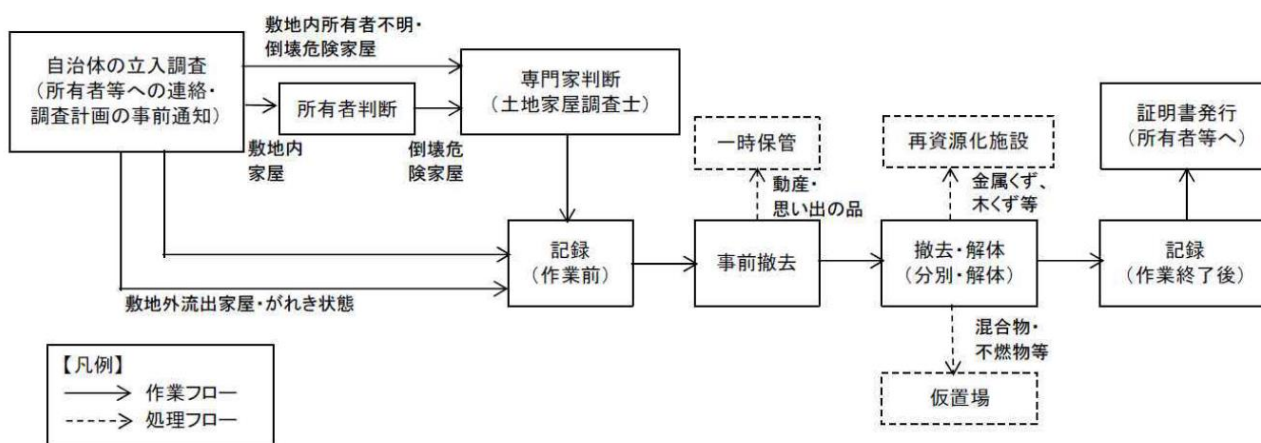 敷地内所有者不明・
倒壊危険家屋
自治体の立入調査
（所有者等への連絡・
調査計画の事前通知）
所有者判断
専門家判断
（土地家屋調査士）
敷地内
家屋
倒壊危
険家屋
一時保管
再資源化施設
証明書発行
（所有者等へ）
動産・
思い出の品
金属くず、
木くず等
記録
（作業前）
事前撤去
撤去・解体
（分別・解体）
記録
（作業終了後）
敷地外流出家屋・がれき状態
混合物・
不燃物等
仮置場
【凡例】
作業フロー
処理フロー